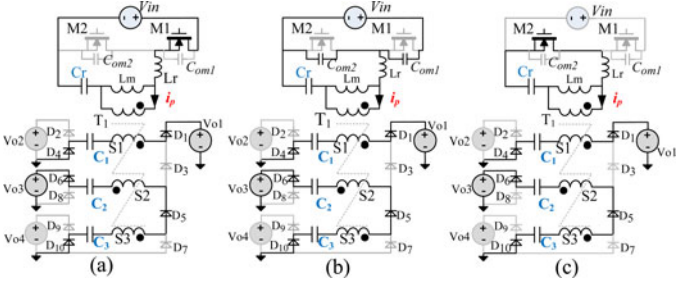 Vin
M2 M1
Com2 Com1
Cr Lm Lr
ip
T1
Vo2 D2 D4 C1 S1 D1 Vo1
D3
Vo3 D6 D8 C2 S2
D5
Vo4 D9 D10 C3 S3 D7
(a)
Vin
M2 M1
Com2 Com1
Cr Lm Lr
ip
T1
Vo2 D2 D4 C1 S1 D1 Vo1
D3
Vo3 D6 D8 C2 S2
D5
Vo4 D9 D10 C3 S3 D7
(b)
Vin
M2 M1
Com2 Com1
Cr Lm Lr
ip
T1
Vo2 D2 D4 C1 S1 D1 Vo1
D3
Vo3 D6 D8 C2 S2
D5
Vo4 D9 D10 C3 S3 D7
(c)